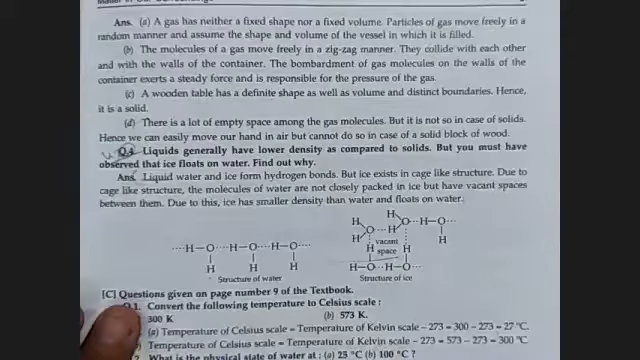 Ans. (a) A gas has neither a fixed shape nor a fixed volume. Particles of gas move freely in a
random manner and assume the shape and volume of the vessel in which it is filled.
(b) The molecules of a gas move freely in a zig-zag manner. They collide with each other
and with the walls of the container. The bombardment of gas molecules on the walls of the
container exerts a steady force and is responsible for the pressure of the gas.
(c) A wooden table has a definite shape as well as volume and distinct boundaries. Hence,
it is a solid.
(d) There is a lot of empty space among the gas molecules. But it is not so in case of solids.
Hence we can easily move our hand in air but cannot do so in case of a solid block of wood.
Q.4. Liquids generally have lower density as compared to solids. But you must have
observed that ice floats on water. Find out why.
Ans. Liquid water and ice form hydrogen bonds. But ice exists in cage like structure. Due to
cage like structure, the molecules of water are not closely packed in ice but have vacant spaces
between them. Due to this, ice has smaller density than water and floats on water.
H
H O···H O—H—O···
H vacant H
····H—O···H—O···H—O···· H space H
H H H H—O··H—O···
Structure of water Structure of ice
[C] Questions given on page number 9 of the Textbook.
Q.1. Convert the following temperature to Celsius scale :
300 K (b) 573 K.
(a) Temperature of Celsius scale = Temperature of Kelvin scale – 273 = 300 – 273 = 27 °C.
Temperature of Celsius scale = Temperature of Kelvin scale – 273 = 573 – 273 = 300 °C.
What is the physical state of water at : (a) 25 °C (b) 100 °C ?